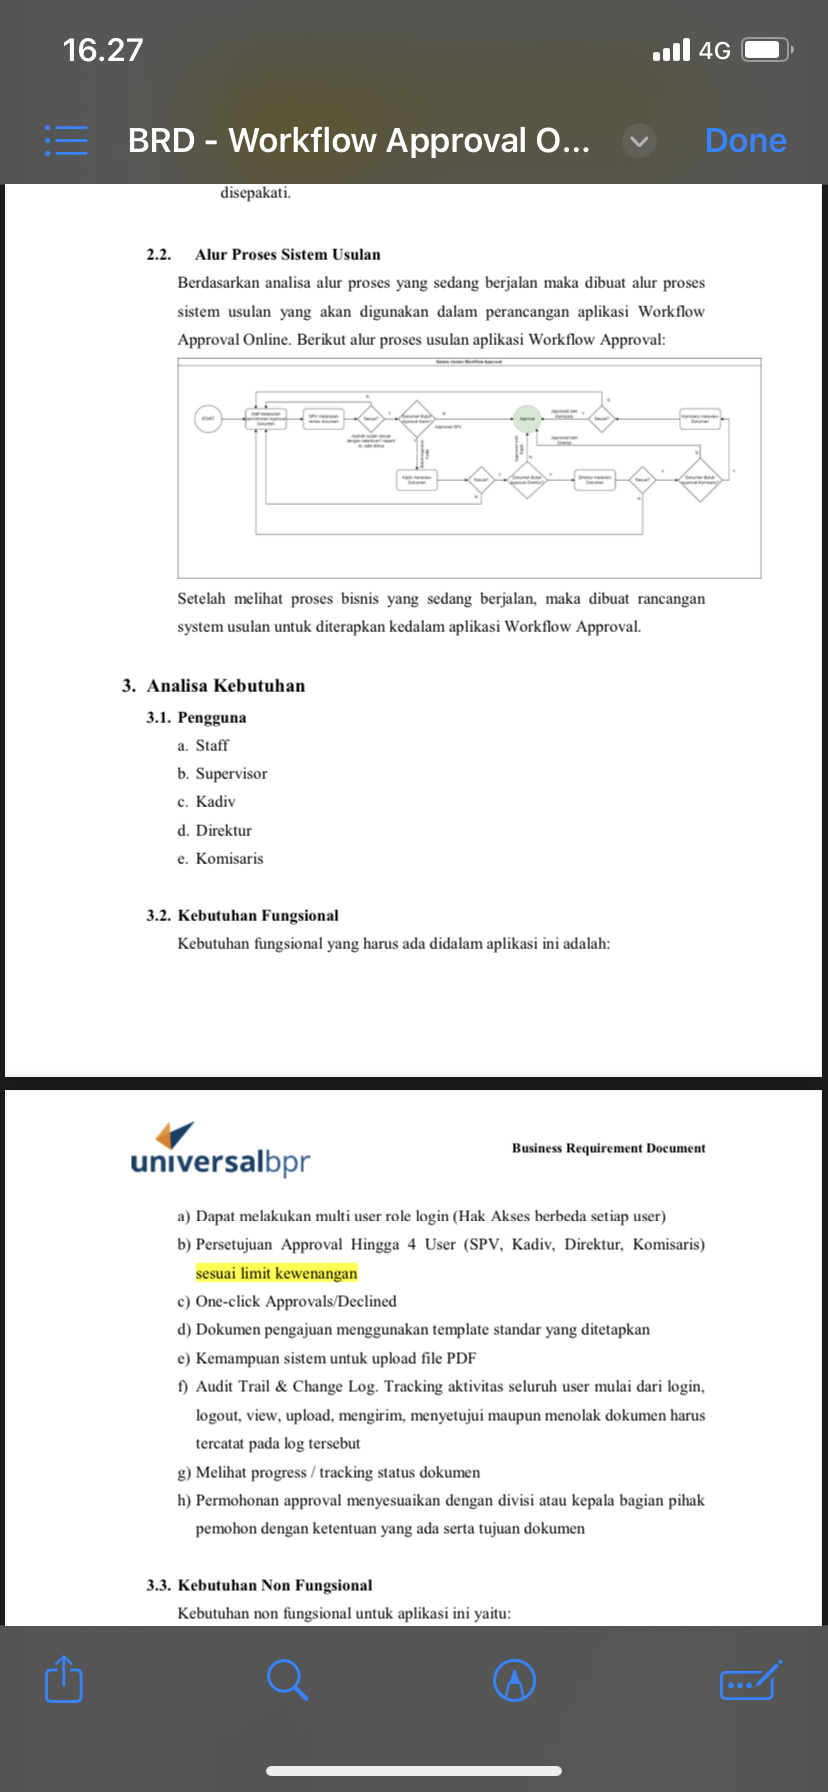 16.27
4G
BRD - Workflow Approval O...
Done
disepakati.
2.2. Alur Proses Sistem Usulan
Berdasarkan analisa alur proses yang sedang berjalan maka dibuat alur proses
sistem usulan yang akan digunakan dalam perancangan aplikasi Workflow
Approval Online. Berikut alur proses usulan aplikasi Workflow Approval:
Sistem Usulan Workflow Approval
START
Approve
Setelah melihat proses bisnis yang sedang berjalan, maka dibuat rancangan
system usulan untuk diterapkan kedalam aplikasi Workflow Approval.
3. Analisa Kebutuhan
3.1. Pengguna
a. Staff
b. Supervisor
c. Kadiv
d. Direktur
e. Komisaris
3.2. Kebutuhan Fungsional
Kebutuhan fungsional yang harus ada didalam aplikasi ini adalah:
universalbpr
Business Requirement Document
a) Dapat melakukan multi user role login (Hak Akses berbeda setiap user)
b) Persetujuan Approval Hingga 4 User (SPV, Kadiv, Direktur, Komisaris)
sesuai limit kewenangan
c) One-click Approvals/Declined
d) Dokumen pengajuan menggunakan template standar yang ditetapkan
e) Kemampuan sistem untuk upload file PDF
f) Audit Trail & Change Log. Tracking aktivitas seluruh user mulai dari login,
logout, view, upload, mengirim, menyetujui maupun menolak dokumen harus
tercatat pada log tersebut
g) Melihat progress / tracking status dokumen
h) Permohonan approval menyesuaikan dengan divisi atau kepala bagian pihak
pemohon dengan ketentuan yang ada serta tujuan dokumen
3.3. Kebutuhan Non Fungsional
Kebutuhan non fungsional untuk aplikasi ini yaitu: